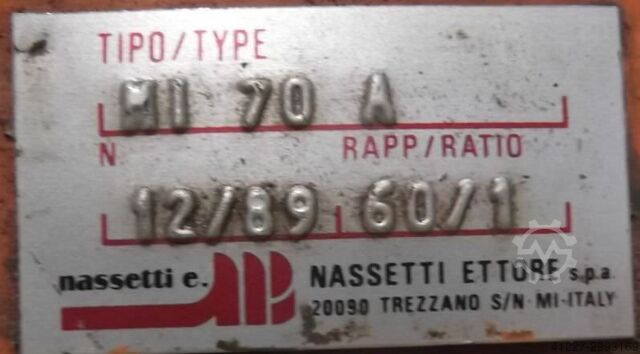 TIPO/TYPE
MI 70 A
N RAPP/RATIO
12/89 60/1
nassetti e. NASSETTI ETTORE s.p.a.
20090 TREZZANO S/N-MI-ITALY